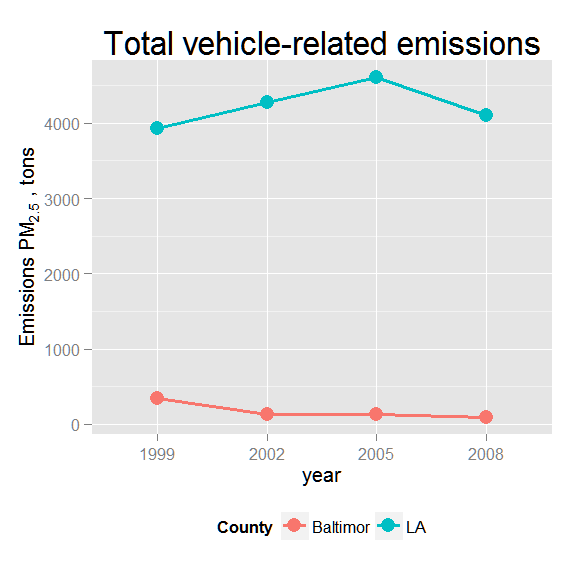 Total vehicle-related emissions
Emissions PM2.5 , tons
4000
3000
2000
1000
0
1999 2002 2005 2008
year
County Baltimor LA